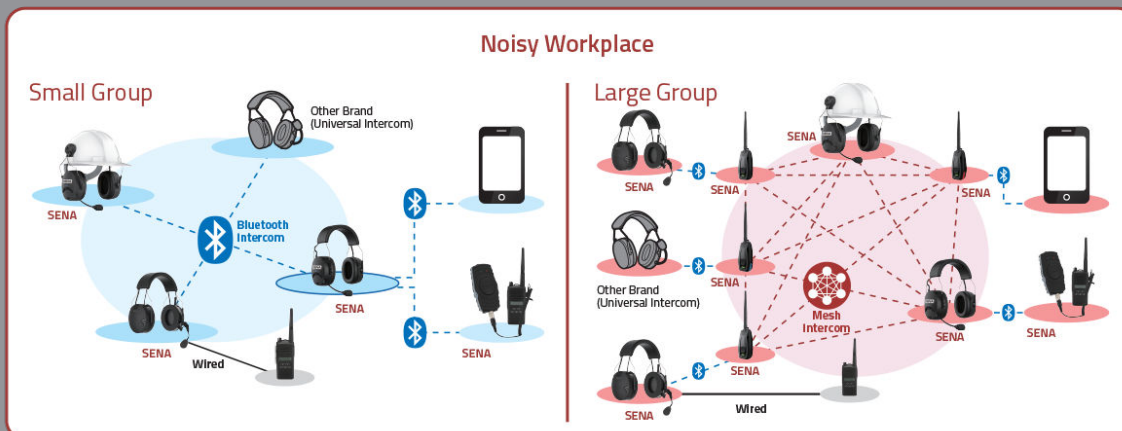 Noisy Workplace
Small Group
Other Brand
(Universal Intercom)
SENA
Bluetooth
Intercom
SENA
SENA
SENA
Wired
Large Group
SENA
SENA
SENA
SENA
Other Brand
(Universal Intercom)
SENA
Mesh
Intercom
SENA
SENA
SENA
SENA
Wired